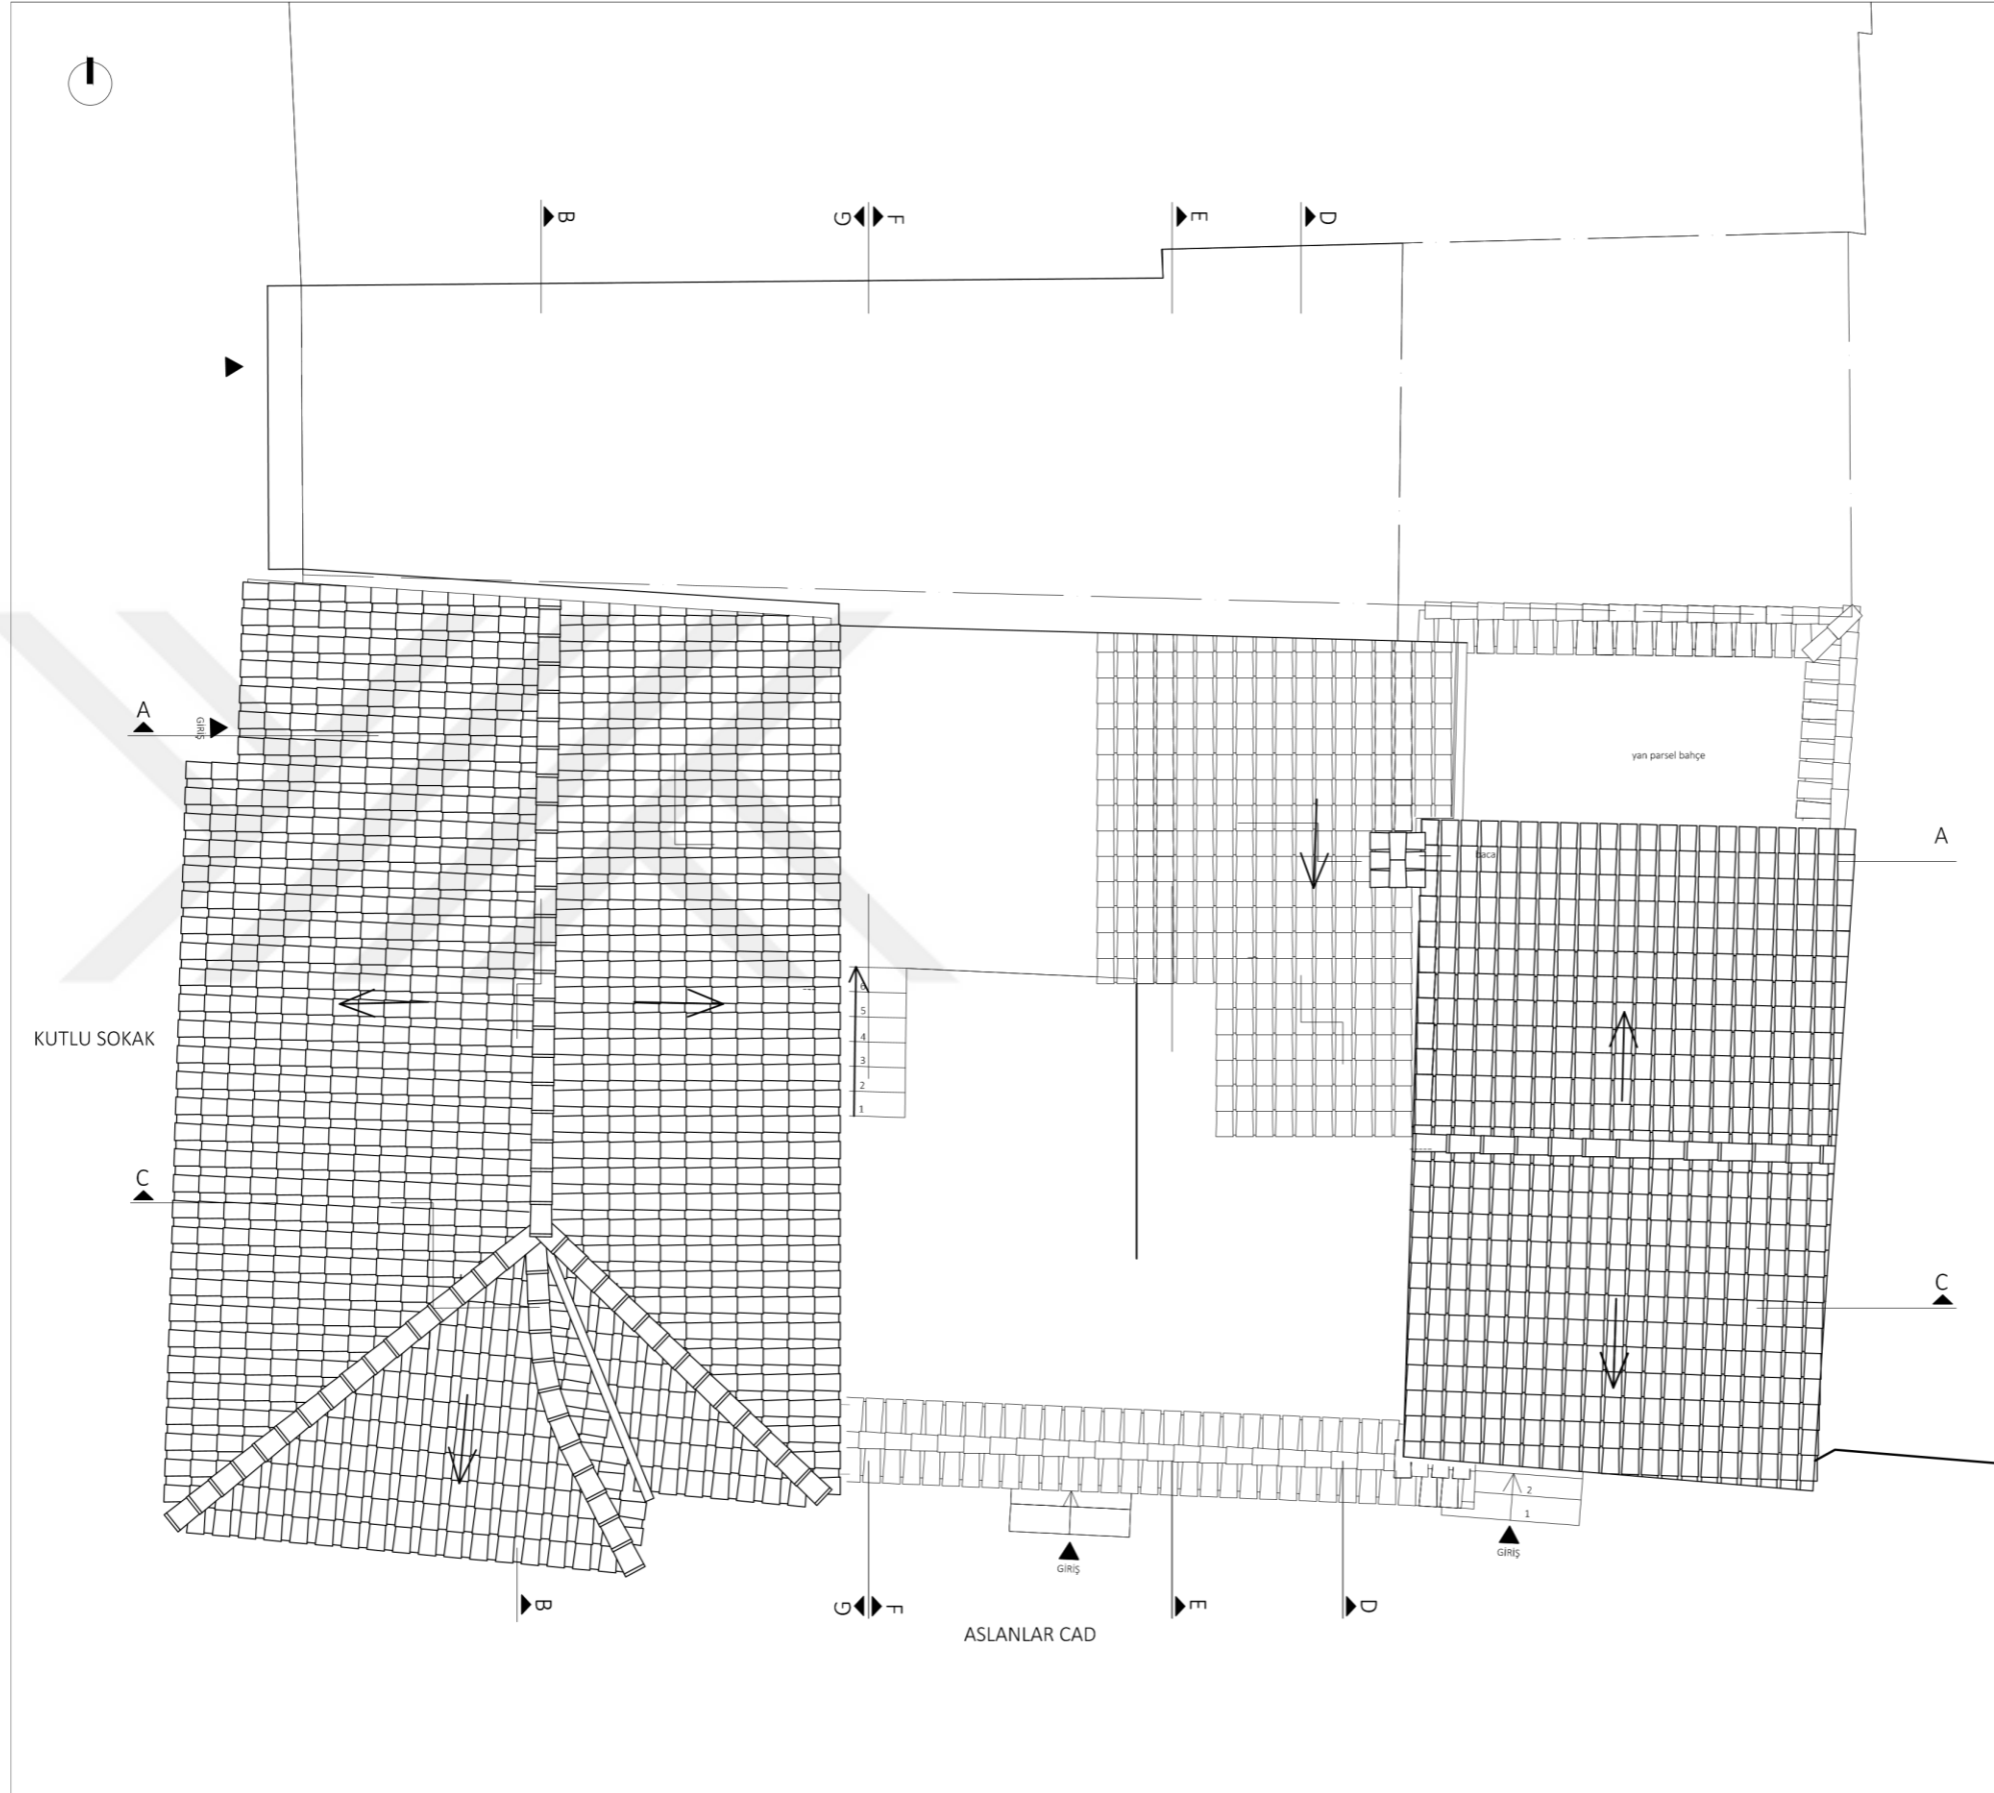 B
G
F
E
D
A
GİRİŞ
yan parsel bahçe
A
baca
KUTLU SOKAK
6
5
4
3
2
1
C
C
2
1
GİRİŞ
GİRİŞ
B
G
F
E
D
ASLANLAR CAD